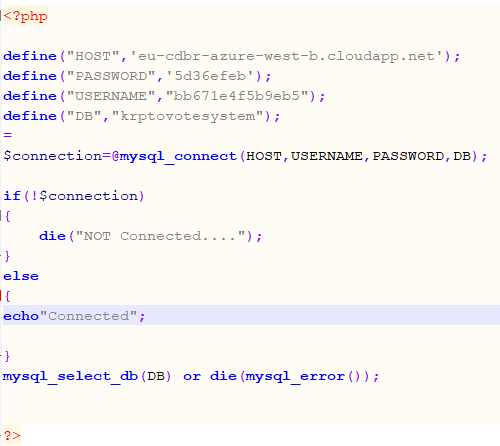 <?php
define("HOST",'eu-cdbr-azure-west-b.cloudapp.net');
define("PASSWORD",'5d36efeb');
define("USERNAME","bb671e4f5b9eb5");
define("DB","krptovotesystem");
=
$connection=@mysql_connect(HOST,USERNAME,PASSWORD,DB);
if(!$connection)
{
    die("NOT Connected....");
}
else
{
echo"Connected";
}
mysql_select_db(DB) or die(mysql_error());
?>